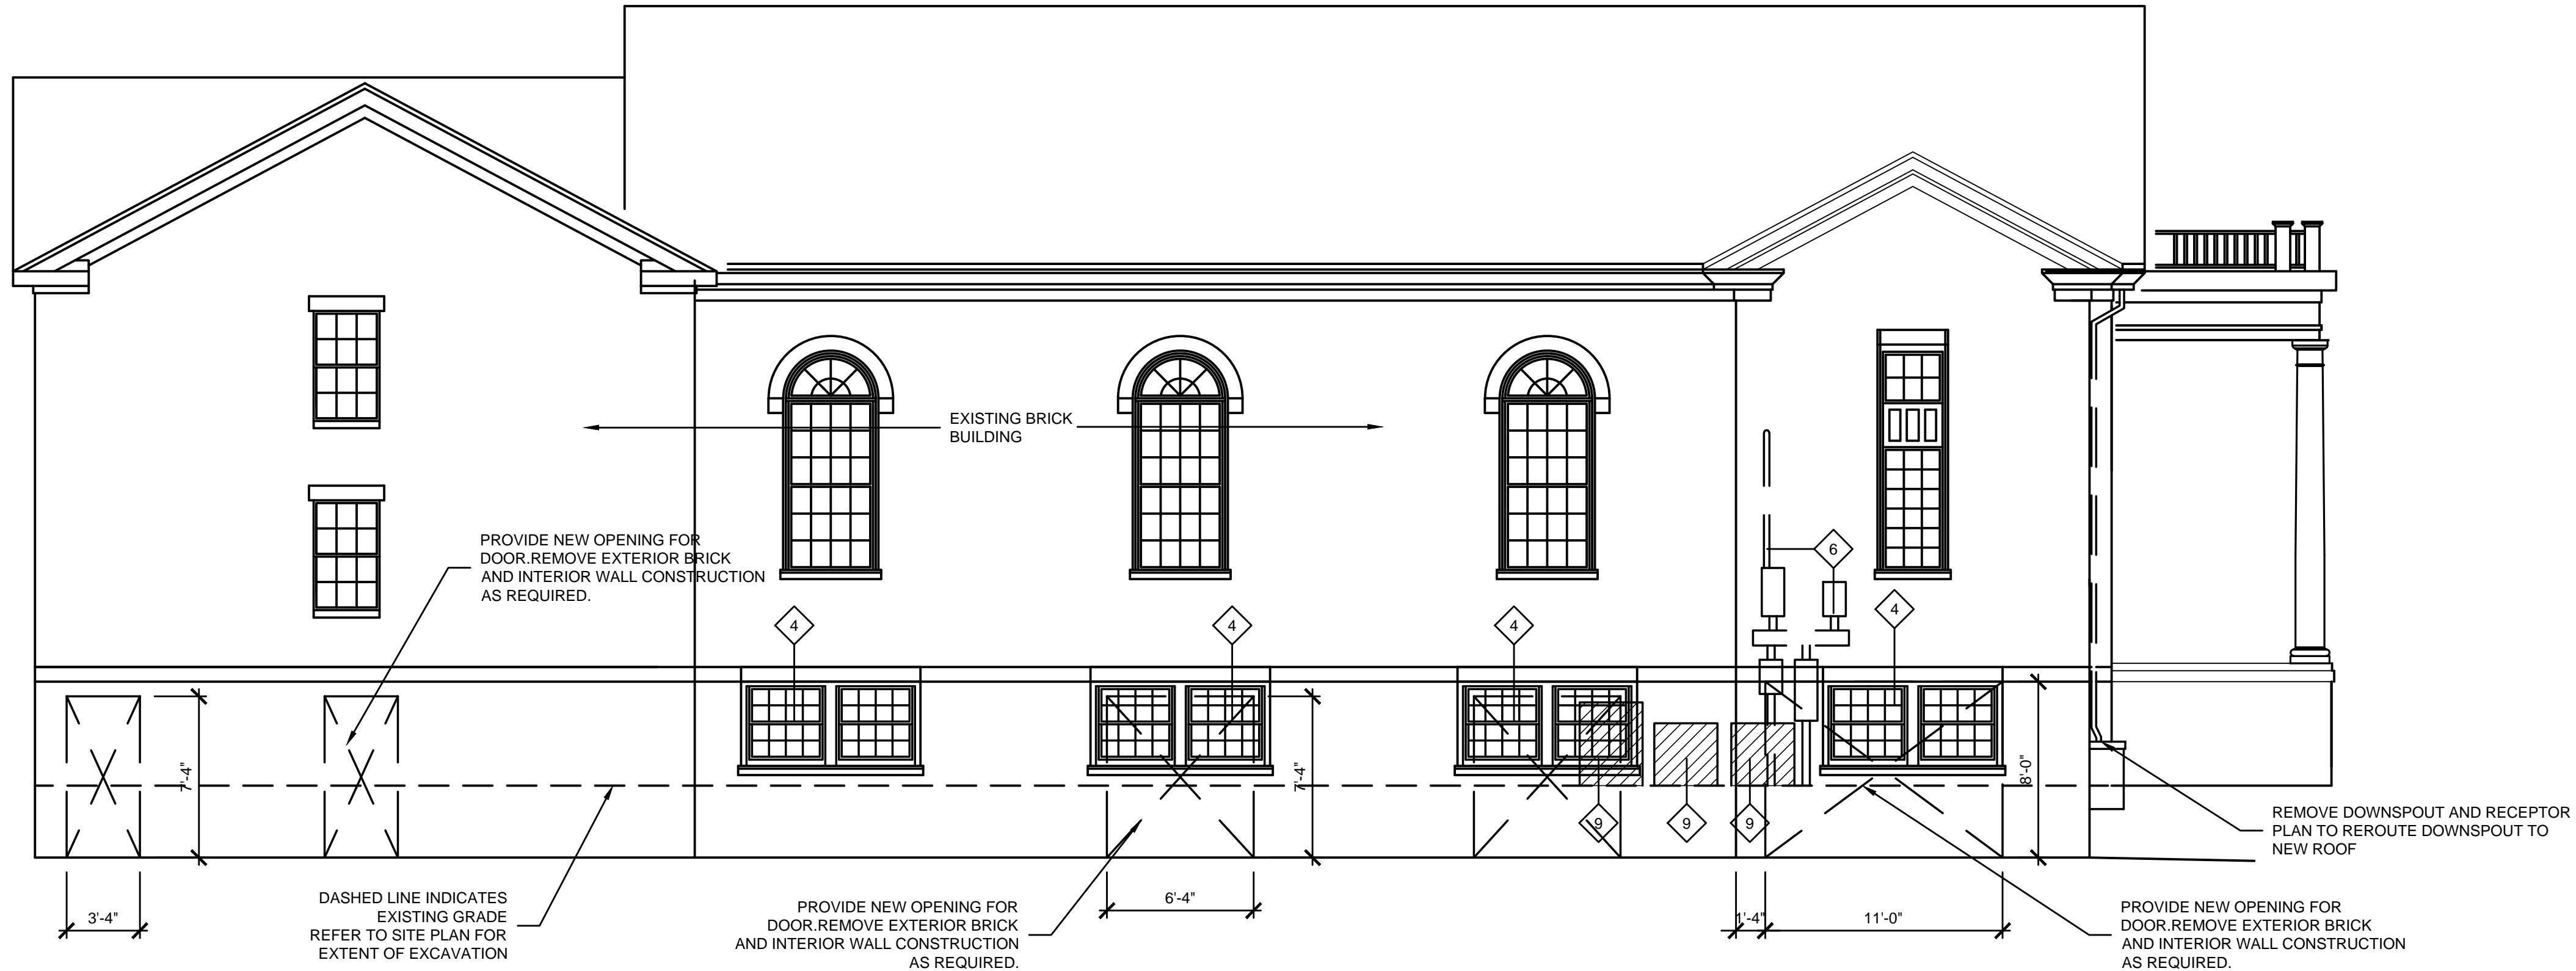 EXISTING BRICK
BUILDING
PROVIDE NEW OPENING FOR
DOOR.REMOVE EXTERIOR BRICK
AND INTERIOR WALL CONSTRUCTION
AS REQUIRED.
6
4
4
4
4
7'-4"
7'-4"
8'-0"
9
9
9
3'-4"
DASHED LINE INDICATES
EXISTING GRADE
REFER TO SITE PLAN FOR
EXTENT OF EXCAVATION
6'-4"
PROVIDE NEW OPENING FOR
DOOR.REMOVE EXTERIOR BRICK
AND INTERIOR WALL CONSTRUCTION
AS REQUIRED.
1'-4"
11'-0"
REMOVE DOWNSPOUT AND RECEPTOR
PLAN TO REROUTE DOWNSPOUT TO
NEW ROOF
PROVIDE NEW OPENING FOR
DOOR.REMOVE EXTERIOR BRICK
AND INTERIOR WALL CONSTRUCTION
AS REQUIRED.